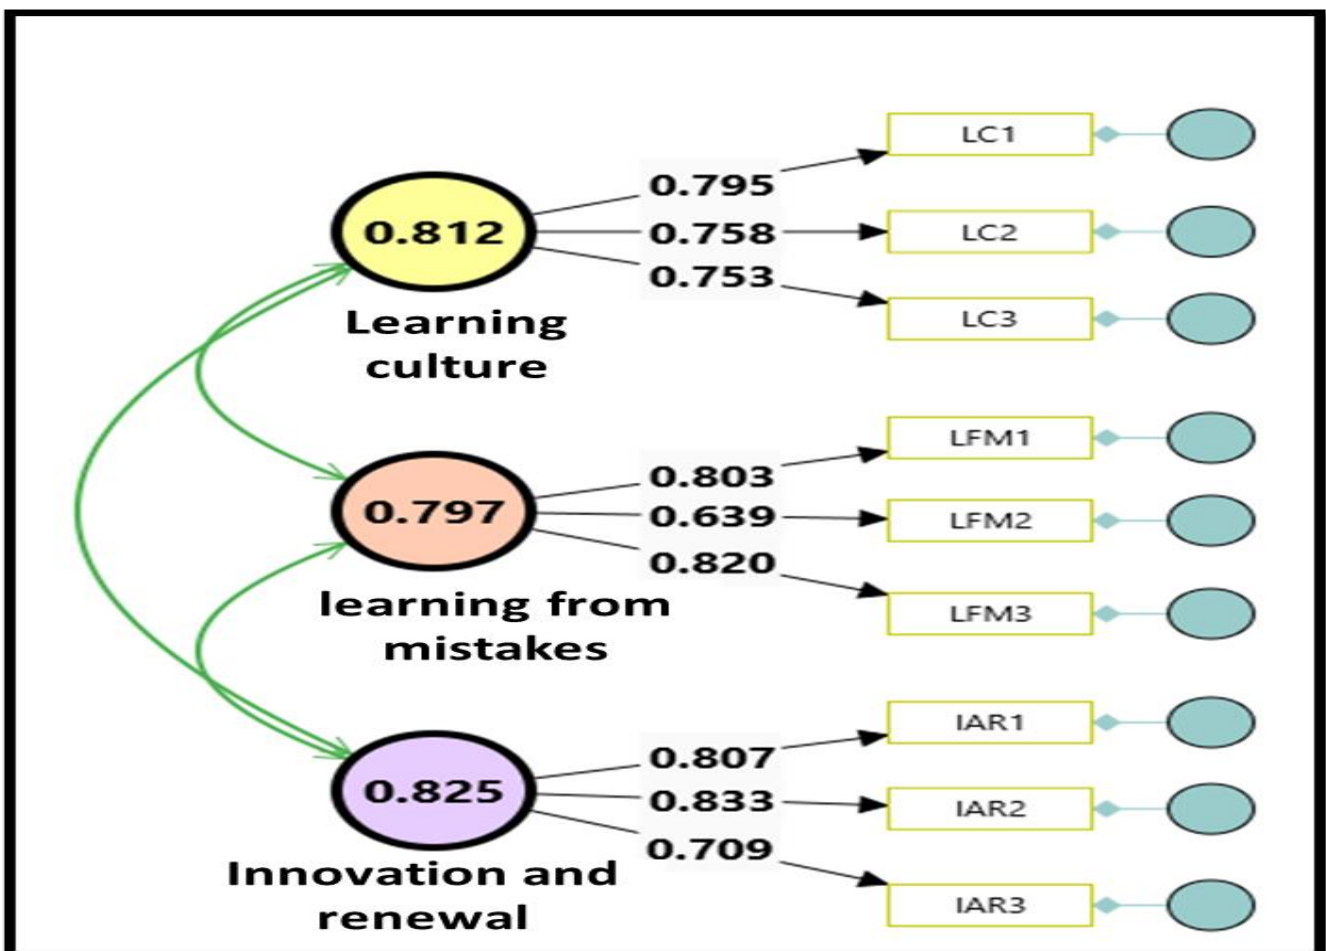 LC1
0.795
0.812
0.758
LC2
0.753
LC3
Learning
culture
LFM1
0.803
0.797
0.639
LFM2
0.820
LFM3
learning from
mistakes
IAR1
0.807
0.825
0.833
IAR2
0.709
IAR3
Innovation and
renewal